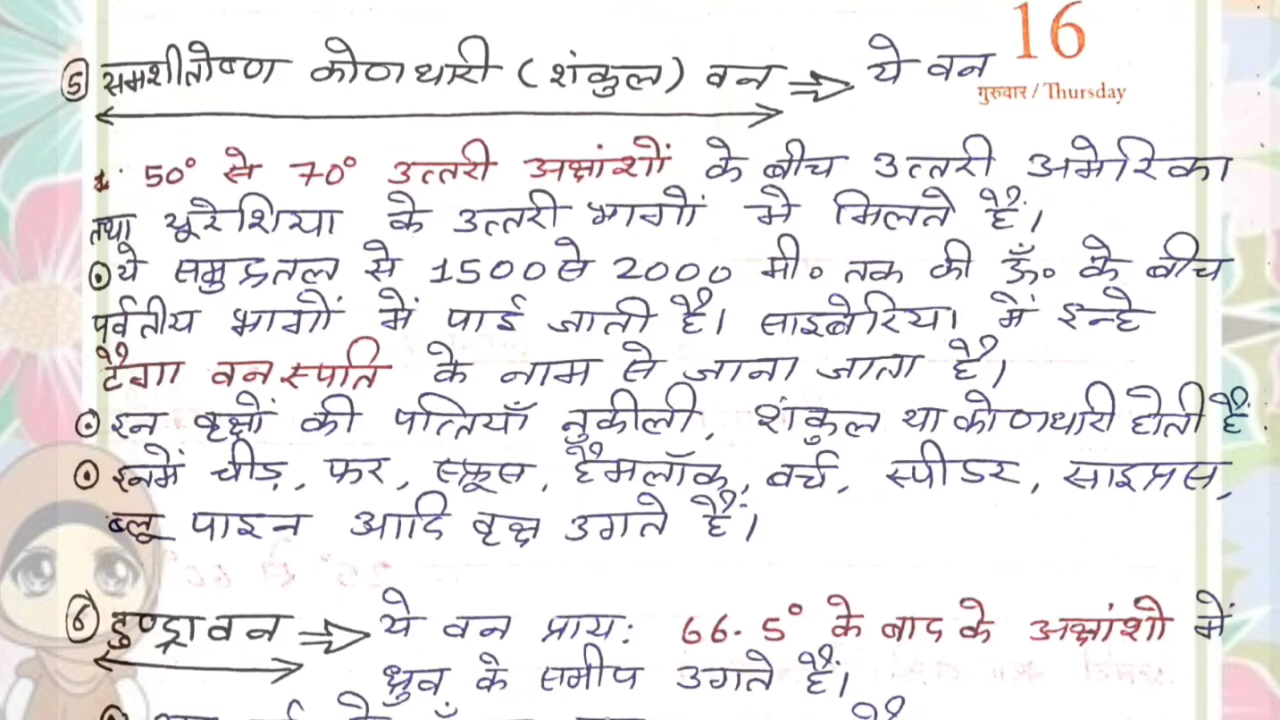 16
गुरुवार / Thursday
⑤ समशीतोष्ण कोणधारी (शंकुल) वन ⇒ ये वन
50° से 70° उत्तरी अक्षांशों के बीच उत्तरी अमेरिका
तथा यूरेशिया के उत्तरी भागों में मिलते हैं।
⊙ ये समुद्रतल से 1500 से 2000 मी० तक की ऊँ० के बीच
पर्वतीय भागों में पाई जाती है। साइबेरिया में इन्हे
टैगा वनस्पति के नाम से जाना जाता है।
⊙ इन वृक्षों की पत्तियाँ नुकीली, शंकुल या कोणधारी होती हैं.
⊙ इनमें चीड़, फर, स्प्रूस, हैमलॉक, बर्च, स्पीडर, साइप्रस,
ब्लू पाइन आदि वृक्ष उगते हैं।
⑥ टुण्ड्रा वन ⇒ ये वन प्राय: 66.5° के बाद के अक्षांशो में
ध्रुव के समीप उगते हैं।